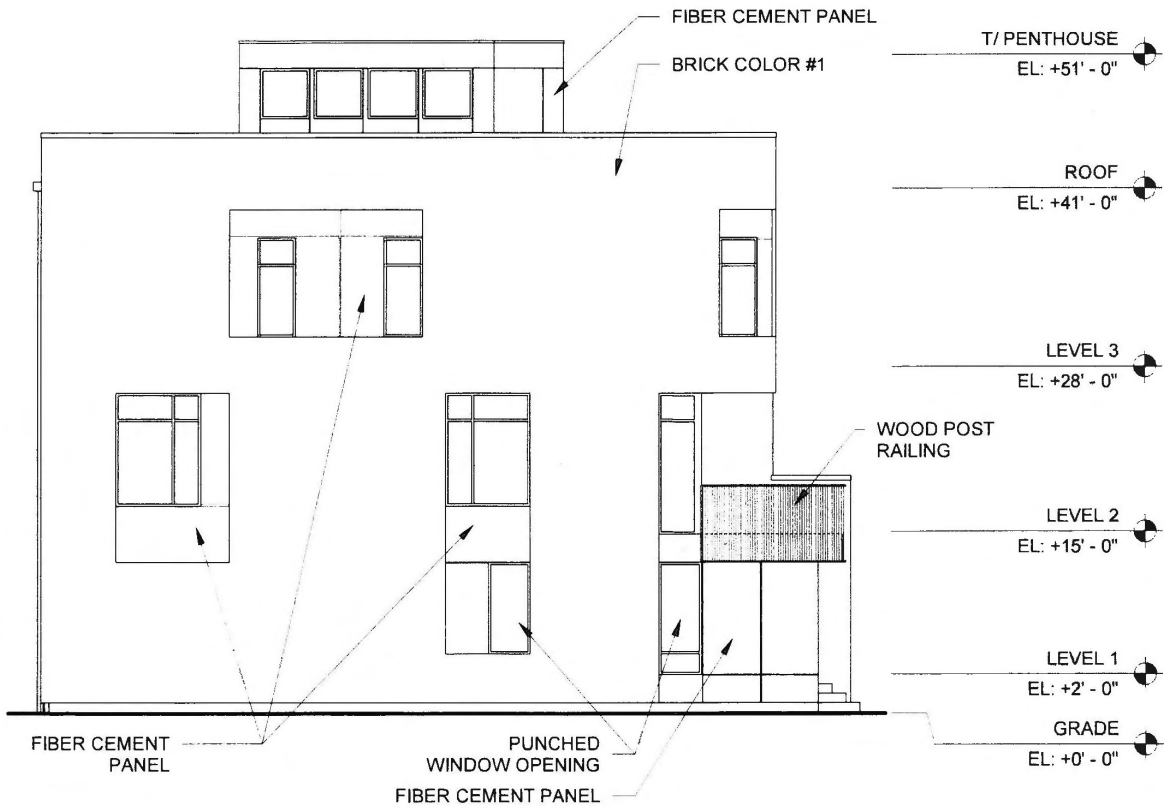 FIBER CEMENT PANEL
BRICK COLOR #1
T/ PENTHOUSE
EL: +51' - 0"
ROOF
EL: +41' - 0"
LEVEL 3
EL: +28' - 0"
WOOD POST
RAILING
LEVEL 2
EL: +15' - 0"
LEVEL 1
EL: +2' - 0"
GRADE
EL: +0' - 0"
FIBER CEMENT
PANEL
PUNCHED
WINDOW OPENING
FIBER CEMENT PANEL